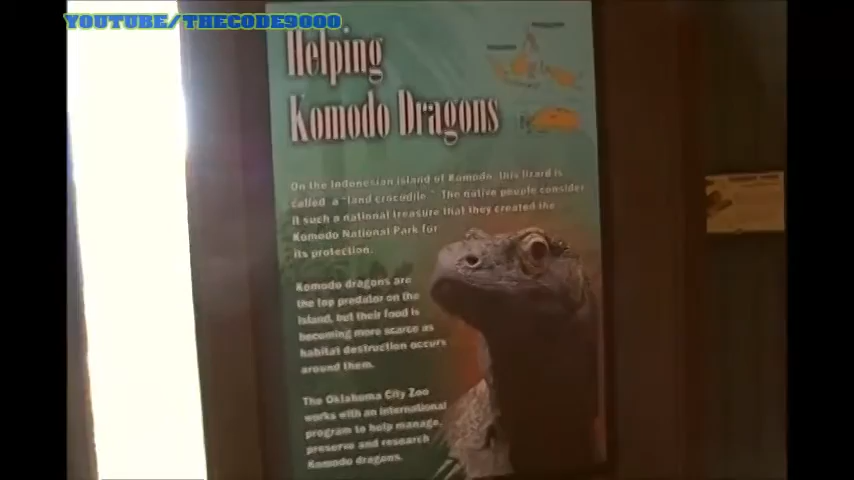 YOUTUBE/THECODE9000
Helping
Komodo Dragons
On the Indonesian island of Komodo, this lizard is
called a "land crocodile." The native people consider
it such a national treasure that they created the
Komodo National Park for
its protection.
Komodo dragons are
the top predator on the
island, but their food is
becoming more scarce as
habitat destruction occurs
around them.
The Oklahoma City Zoo
works with an international
program to help manage,
preserve and research
Komodo dragons.